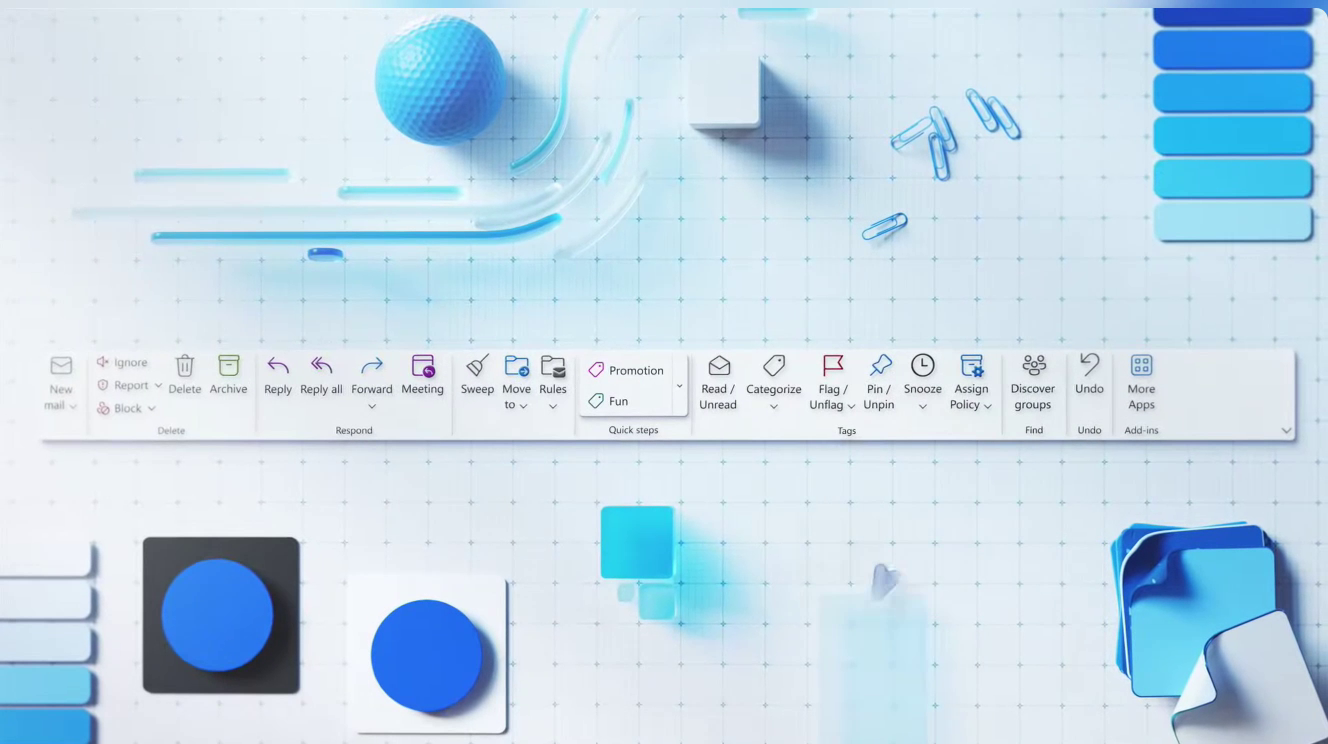 New
mail
Ignore
Report
Block
Delete
Archive
Delete
Reply
Reply all
Forward
Meeting
Respond
Sweep
Move
to
Rules
Promotion
Fun
Quick steps
Read /
Unread
Categorize
Flag /
Unflag
Pin /
Unpin
Snooze
Assign
Policy
Tags
Discover
groups
Find
Undo
Undo
More
Apps
Add-ins